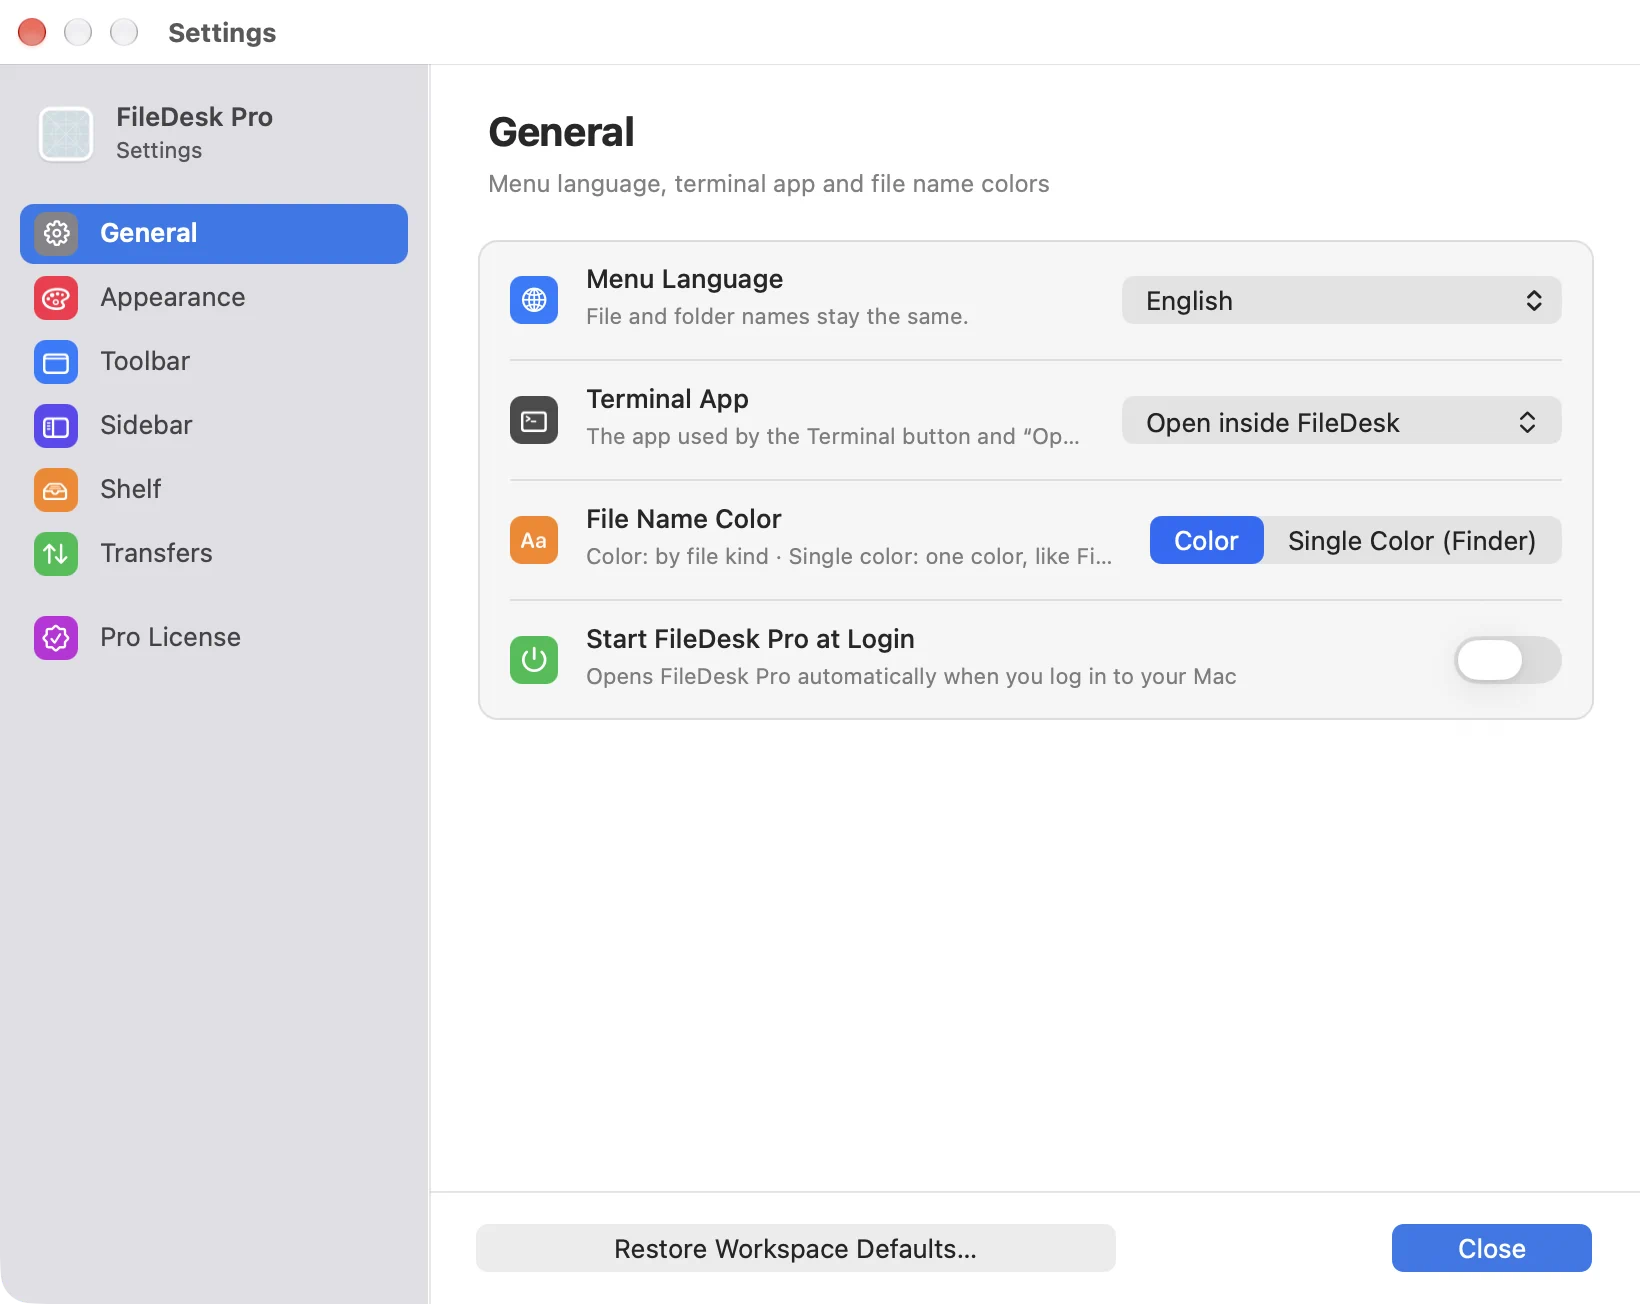 Settings
FileDesk Pro
Settings
General
Appearance
Toolbar
Sidebar
Shelf
Transfers
Pro License
General
Menu language, terminal app and file name colors
Menu Language
File and folder names stay the same.
English
Terminal App
The app used by the Terminal button and “Op...
Open inside FileDesk
Aa
File Name Color
Color: by file kind · Single color: one color, like Fi...
Color
Single Color (Finder)
Start FileDesk Pro at Login
Opens FileDesk Pro automatically when you log in to your Mac
Restore Workspace Defaults...
Close